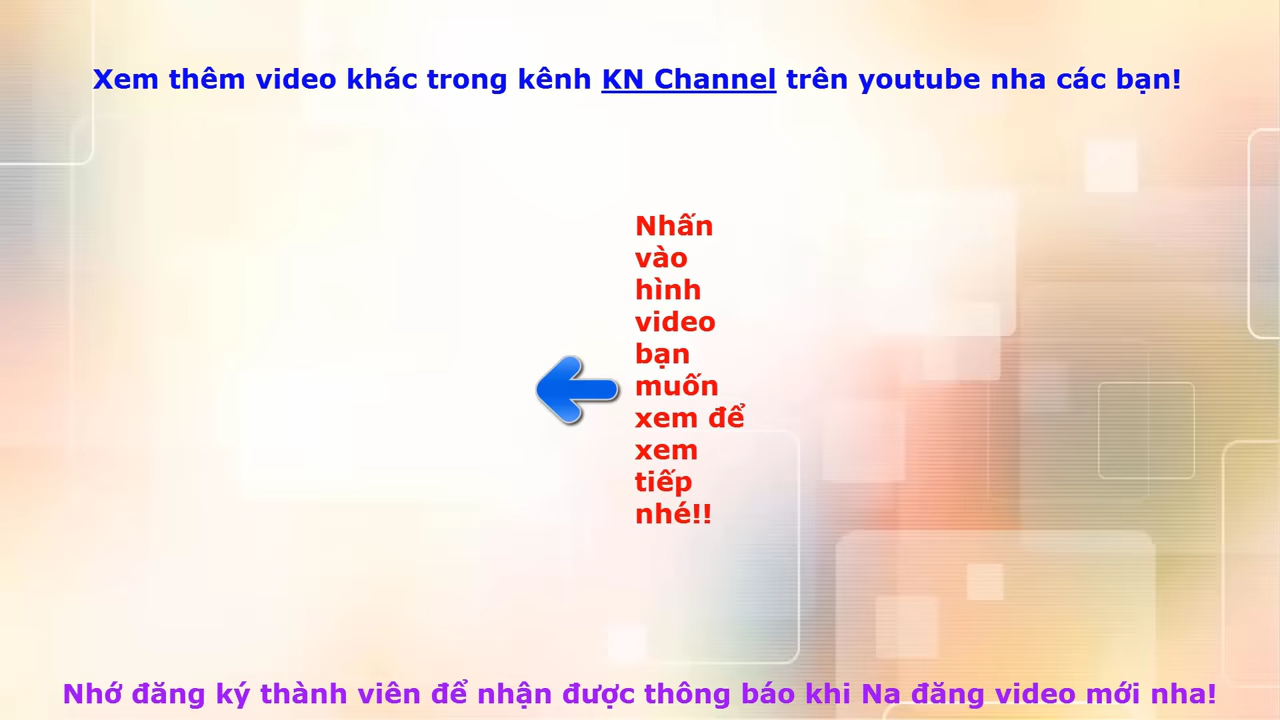 Xem thêm video khác trong kênh KN Channel trên youtube nha các bạn!
Nhấn
vào
hình
video
bạn
muốn
xem để
xem
tiếp
nhé!!
Nhớ đăng ký thành viên để nhận được thông báo khi Na đăng video mới nha!